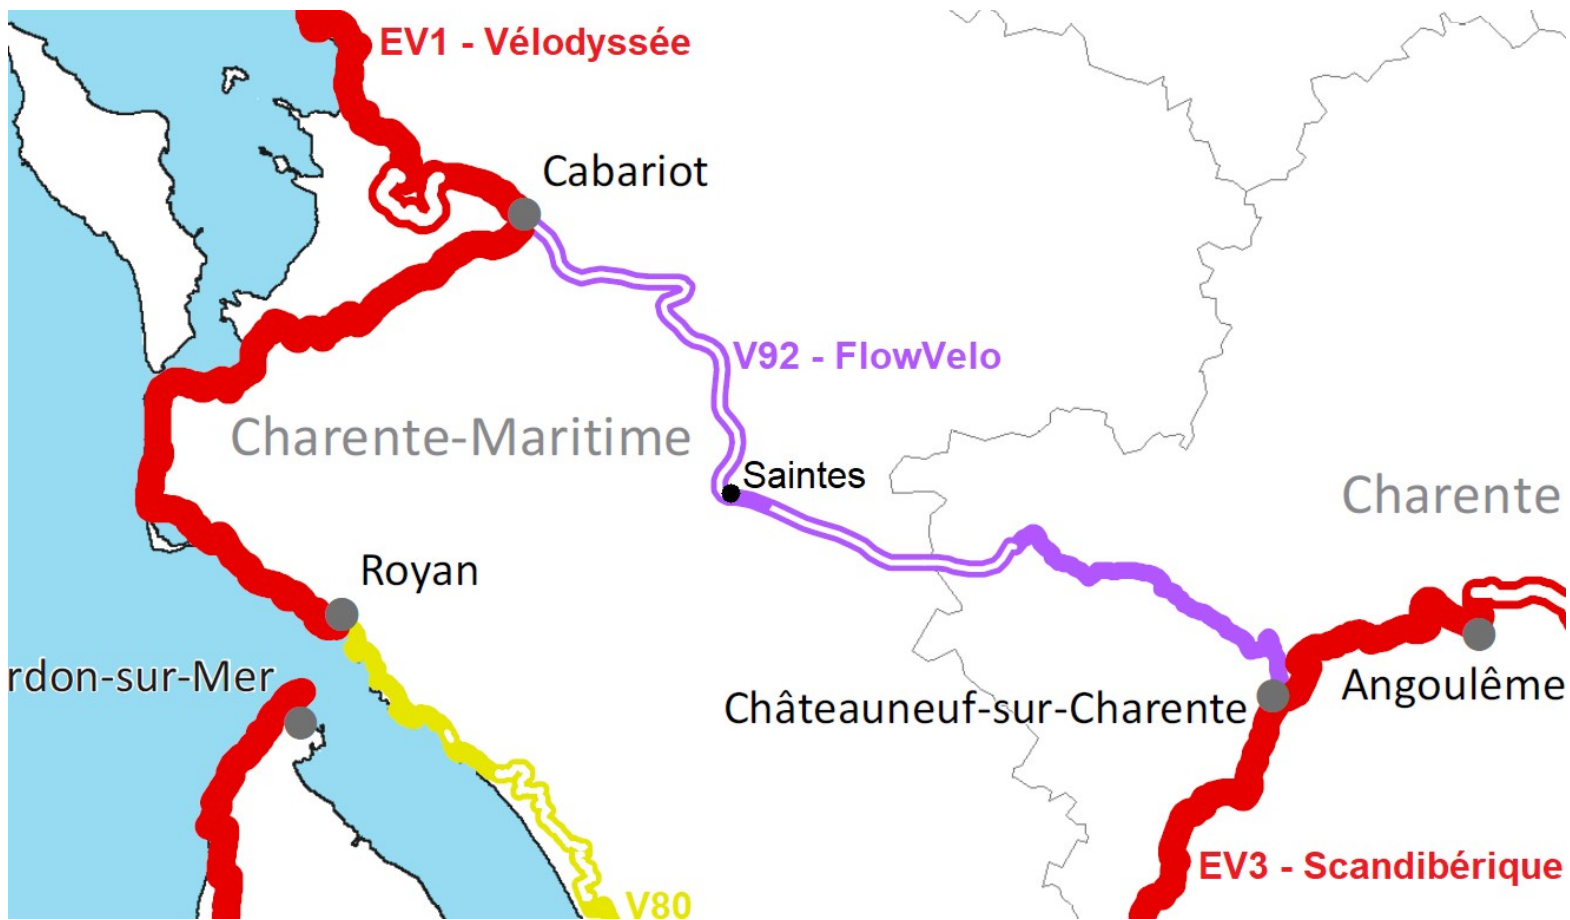 EV1 - Vélodyssée
Cabariot
V92 - FlowVelo
Charente-Maritime
Saintes
Charente
Royan
rdon-sur-Mer
Angoulême
Châteauneuf-sur-Charente
EV3 - Scandibérique
V80